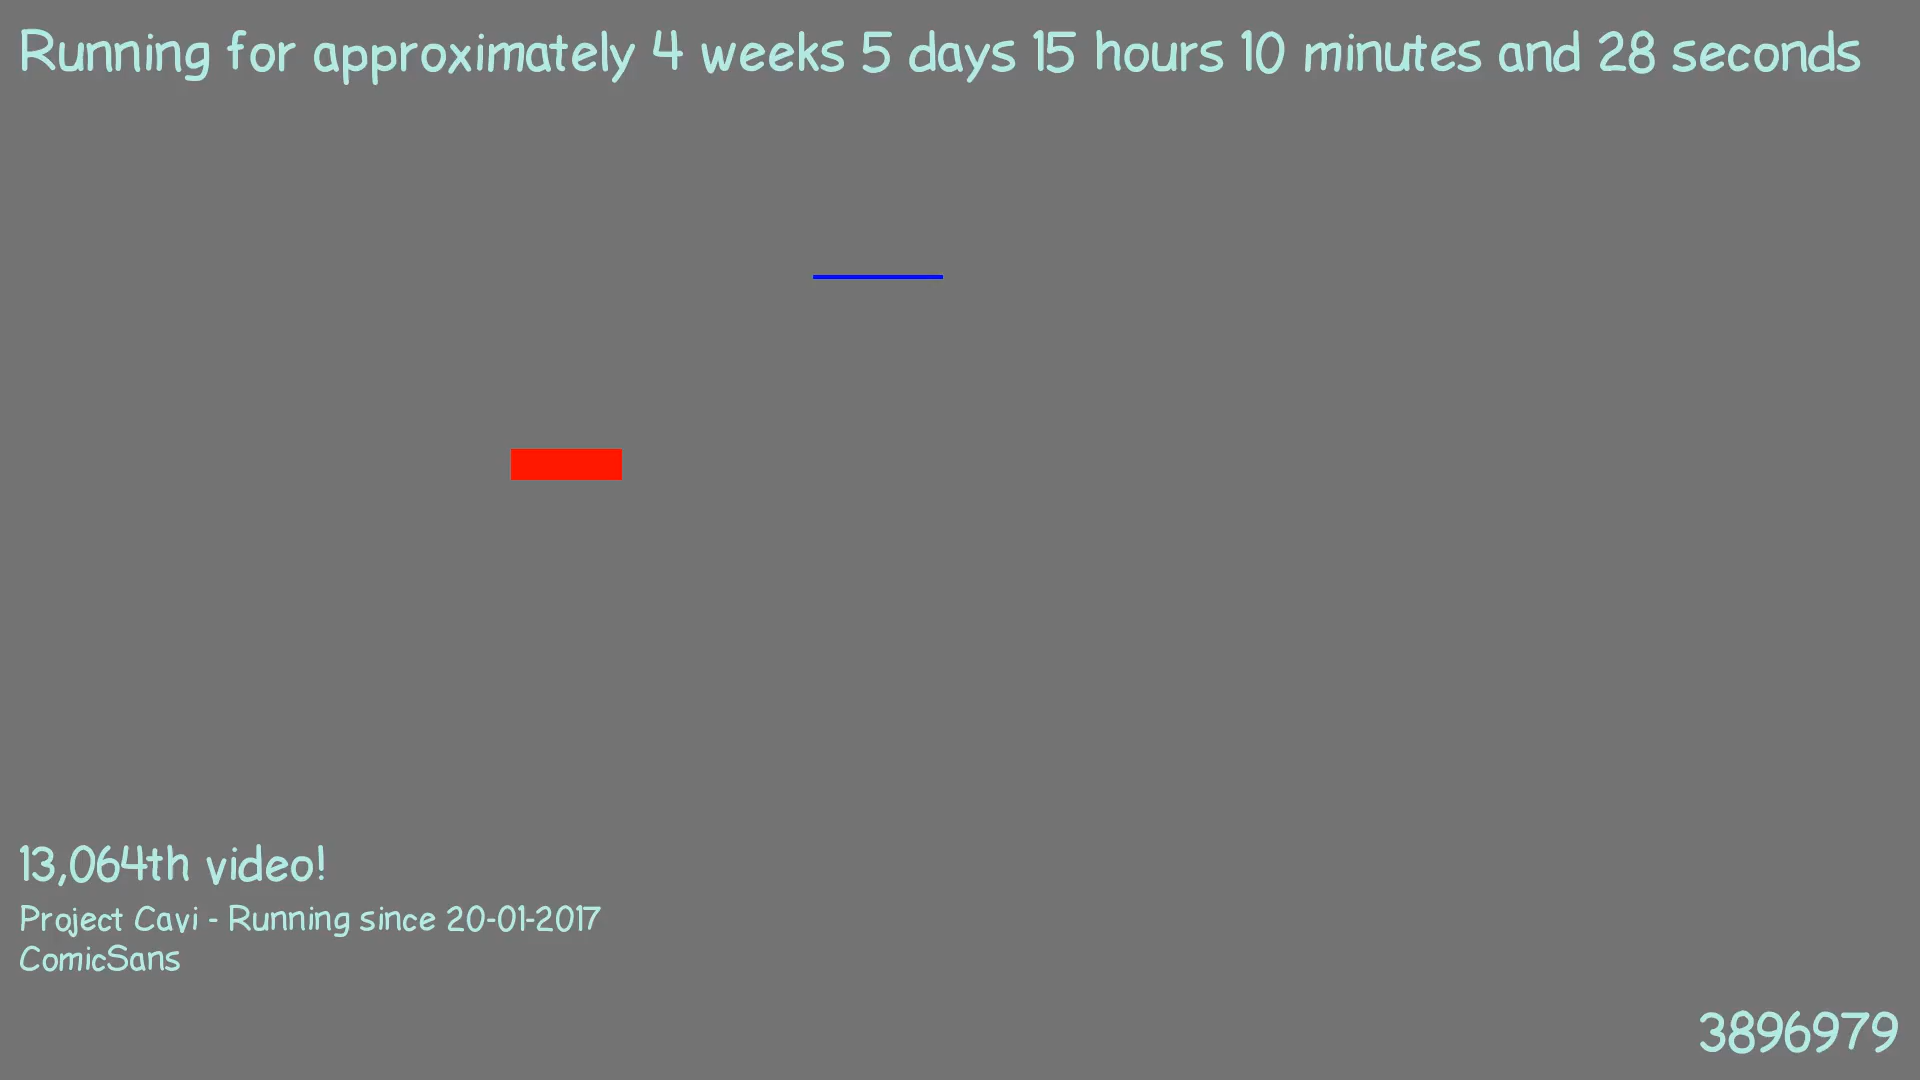 Running for approximately 4 weeks 5 days 15 hours 10 minutes and 28 seconds
13,064th video!
Project Cavi - Running since 20-01-2017
ComicSans
3896979